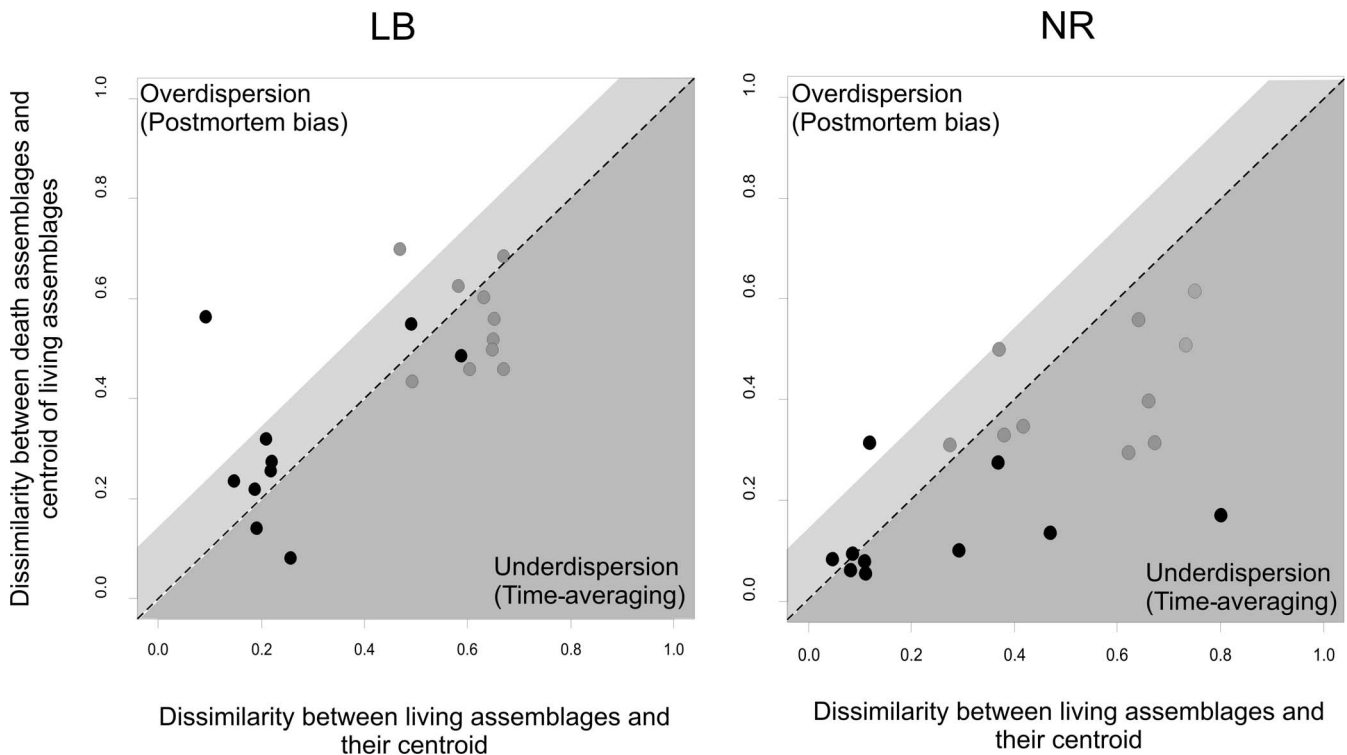 LB
Dissimilarity between death assemblages and
centroid of living assemblages
1.0
0.8
0.6
0.4
0.2
0.0
Overdispersion
(Postmortem bias)
Underdispersion
(Time-averaging)
0.0 0.2 0.4 0.6 0.8 1.0
Dissimilarity between living assemblages and
their centroid
NR
1.0
0.8
0.6
0.4
0.2
0.0
Overdispersion
(Postmortem bias)
Underdispersion
(Time-averaging)
0.0 0.2 0.4 0.6 0.8 1.0
Dissimilarity between living assemblages and
their centroid